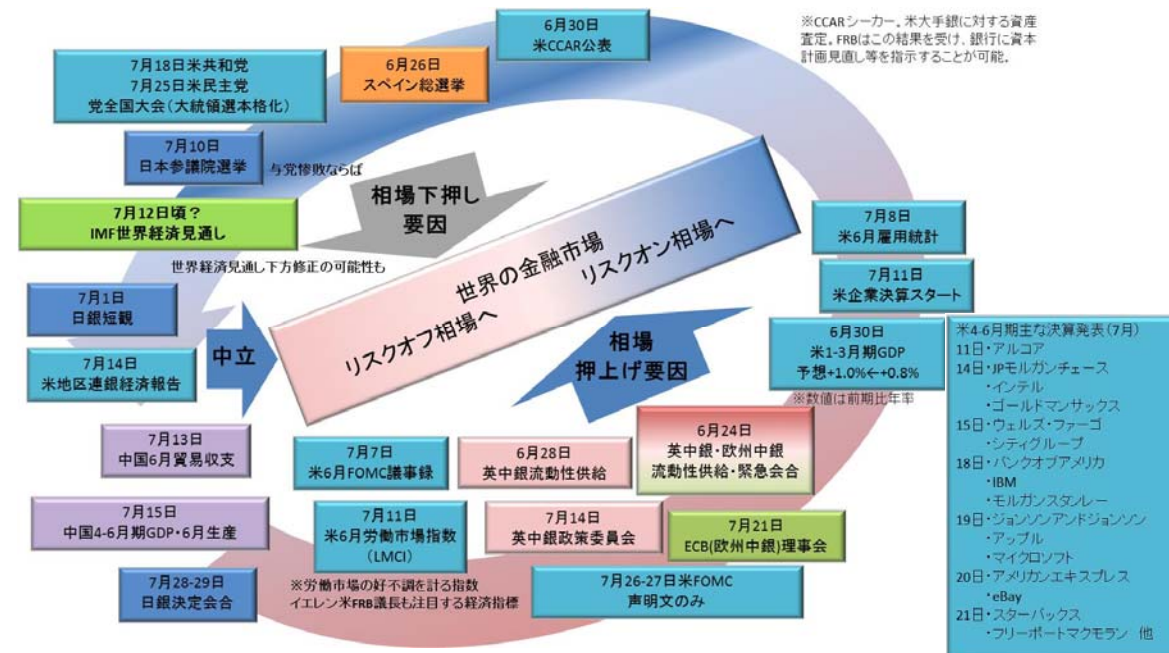 6月30日
米CCAR公表
※CCARシーカー。米大手銀に対する資産
査定。FRBはこの結果を受け、銀行に資本
計画見直し等を指示することが可能。
6月26日
スペイン総選挙
7月18日米共和党
7月25日米民主党
党全国大会(大統領選本格化)
7月10日
日本参議院選挙
与党惨敗ならば
7月12日頃?
IMF世界経済見通し
世界経済見通し下方修正の可能性も
相場下押し
要因
世界の金融市場
リスクオフ相場へ
リスクオン相場へ
7月1日
日銀短観
7月14日
米地区連銀経済報告
中立
相場
押上げ要因
7月8日
米6月雇用統計
7月11日
米企業決算スタート
6月30日
米1-3月期GDP
予想+1.0%←+0.8%
※数値は前期比年率
7月13日
中国6月貿易収支
7月15日
中国4-6月期GDP・6月生産
7月28-29日
日銀決定会合
7月7日
米6月FOMC議事録
7月11日
米6月労働市場指数
(LMCI)
※労働市場の好不調を計る指数
イエレン米FRB議長も注目する経済指標
6月28日
英中銀流動性供給
7月14日
英中銀政策委員会
6月24日
英中銀・欧州中銀
流動性供給・緊急会合
7月21日
ECB(欧州中銀)理事会
7月26-27日米FOMC
声明文のみ
米4-6月期主な決算発表(7月)
11日・アルコア
14日・JPモルガンチェース
・インテル
・ゴールドマンサックス
15日・ウェルズ・ファーゴ
・シティグループ
18日・バンクオブアメリカ
・IBM
・モルガンスタンレー
19日・ジョンソンアンドジョンソン
・アップル
・マイクロソフト
20日・アメリカンエキスプレス
・eBay
21日・スターバックス
・フリーポートマクモラン 他